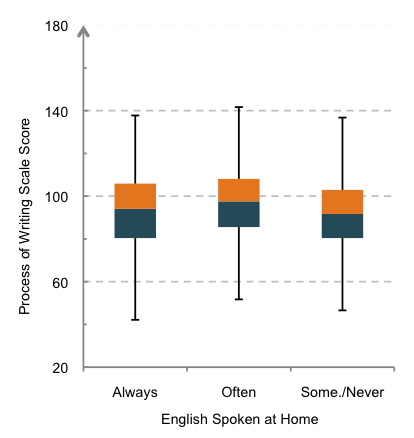 180
140
100
60
20
Process of Writing Scale Score
Always Often Some./Never
English Spoken at Home